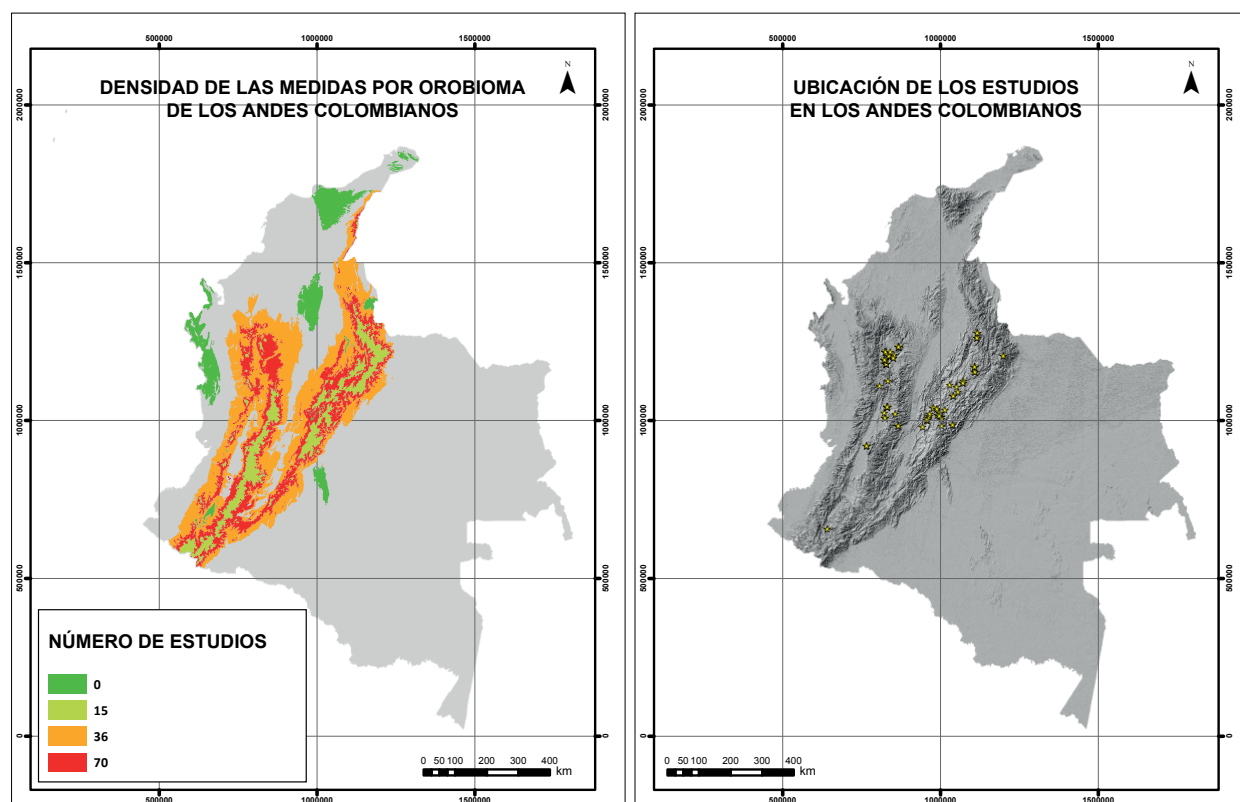 500000 1000000 1500000
DENSIDAD DE LAS MEDIDAS POR OROBIOMA
DE LOS ANDES COLOMBIANOS
N
2000000 2000000
1500000 1500000
1000000 1000000
500000 500000
0 0
NÚMERO DE ESTUDIOS
0
15
36
70
0 50 100 200 300 400
km
500000 1000000 1500000
500000 1000000 1500000
UBICACIÓN DE LOS ESTUDIOS
EN LOS ANDES COLOMBIANOS
N
2000000 2000000
1500000 1500000
1000000 1000000
500000 500000
0 0
0 50 100 200 300 400
km
500000 1000000 1500000